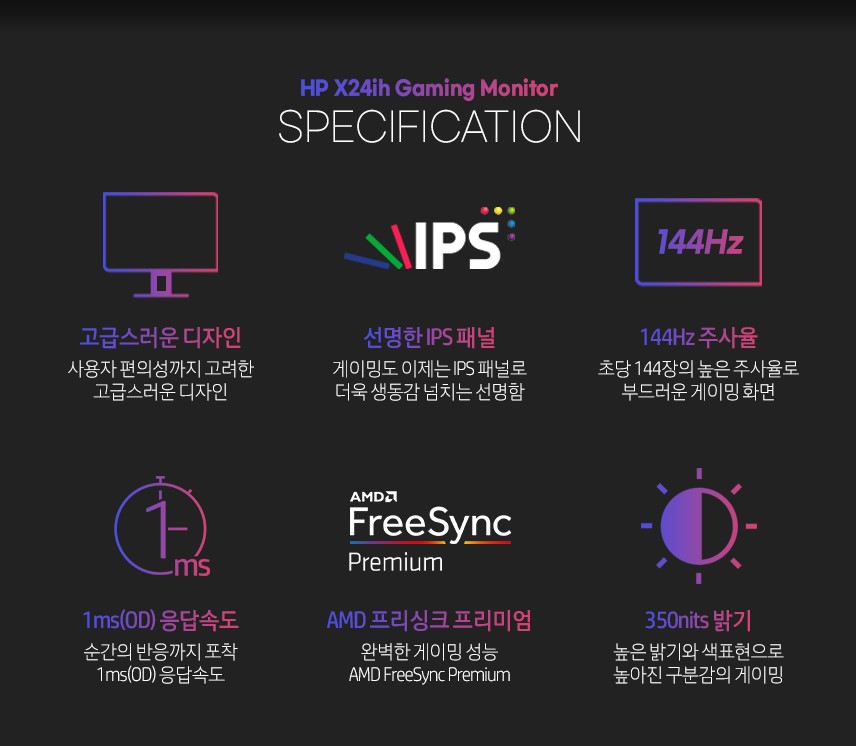 HP X24ih Gaming Monitor
SPECIFICATION
IPS
144Hz
고급스러운 디자인
선명한 IPS 패널
144Hz 주사율
사용자 편의성까지 고려한
고급스러운 디자인
게이밍도 이제는 IPS 패널로
더욱 생동감 넘치는 선명함
초당 144장의 높은 주사율로
부드러운 게이밍 화면
1ms
AMD
FreeSync
Premium
1ms(OD) 응답속도
AMD 프리싱크 프리미엄
350nits 밝기
순간의 반응까지 포착
1ms(OD) 응답속도
완벽한 게이밍 성능
AMD FreeSync Premium
높은 밝기와 색표현으로
높아진 구분감의 게이밍